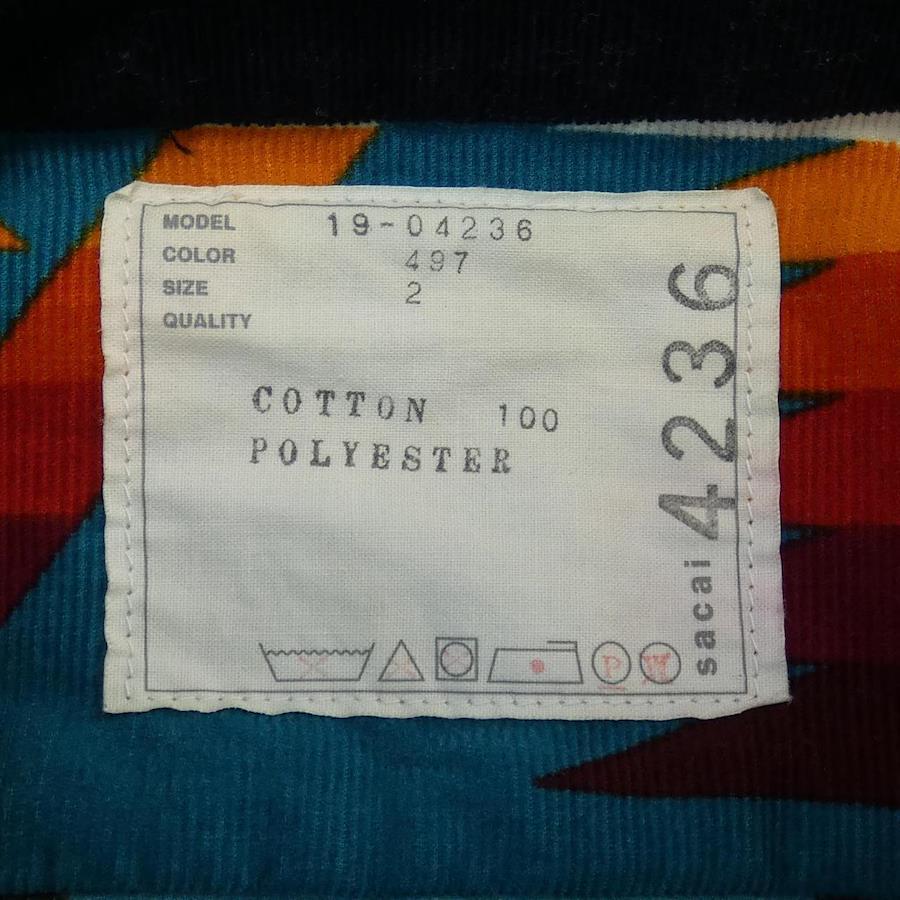 MODEL 19-04236
COLOR 497
SIZE 2
QUALITY
COTTON 100
POLYESTER
P W
sacai 4236